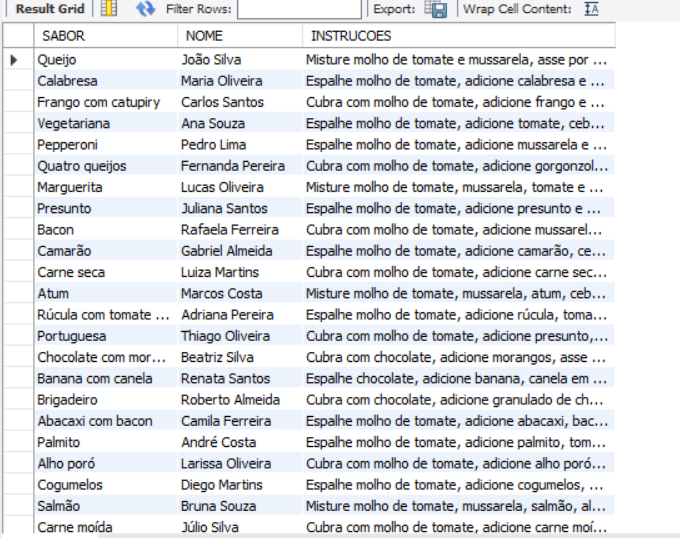 Result Grid Filter Rows: Export: Wrap Cell Content: IA
SABOR NOME INSTRUCOES
Queijo João Silva Misture molho de tomate e mussarela, asse por ...
Calabresa Maria Oliveira Espalhe molho de tomate, adicione calabresa e ...
Frango com catupiry Carlos Santos Cubra com molho de tomate, adicione frango e ...
Vegetariana Ana Souza Espalhe molho de tomate, adicione tomate, ceb...
Pepperoni Pedro Lima Espalhe molho de tomate, adicione mussarela e ...
Quatro queijos Fernanda Pereira Cubra com molho de tomate, adicione gorgonzol...
Marguerita Lucas Oliveira Misture molho de tomate, mussarela, tomate e ...
Presunto Juliana Santos Espalhe molho de tomate, adicione presunto e ...
Bacon Rafaela Ferreira Cubra com molho de tomate, adicione mussarel...
Camarão Gabriel Almeida Espalhe molho de tomate, adicione camarão, ce...
Carne seca Luiza Martins Cubra com molho de tomate, adicione carne sec...
Atum Marcos Costa Misture molho de tomate, mussarela, atum, ceb...
Rúcula com tomate ... Adriana Pereira Espalhe molho de tomate, adicione rúcula, toma...
Portuguesa Thiago Oliveira Cubra com molho de tomate, adicione presunto,...
Chocolate com mor... Beatriz Silva Cubra com chocolate, adicione morangos, asse ...
Banana com canela Renata Santos Espalhe chocolate, adicione banana, canela em ...
Brigadeiro Roberto Almeida Cubra com chocolate, adicione granulado de ch...
Abacaxi com bacon Camila Ferreira Espalhe molho de tomate, adicione abacaxi, bac...
Palmito André Costa Espalhe molho de tomate, adicione palmito, tom...
Alho poró Larissa Oliveira Cubra com molho de tomate, adicione alho poró...
Cogumelos Diego Martins Espalhe molho de tomate, adicione cogumelos, ...
Salmão Bruna Souza Misture molho de tomate, mussarela, salmão, al...
Carne moída Júlio Silva Cubra com molho de tomate, adicione carne moí...